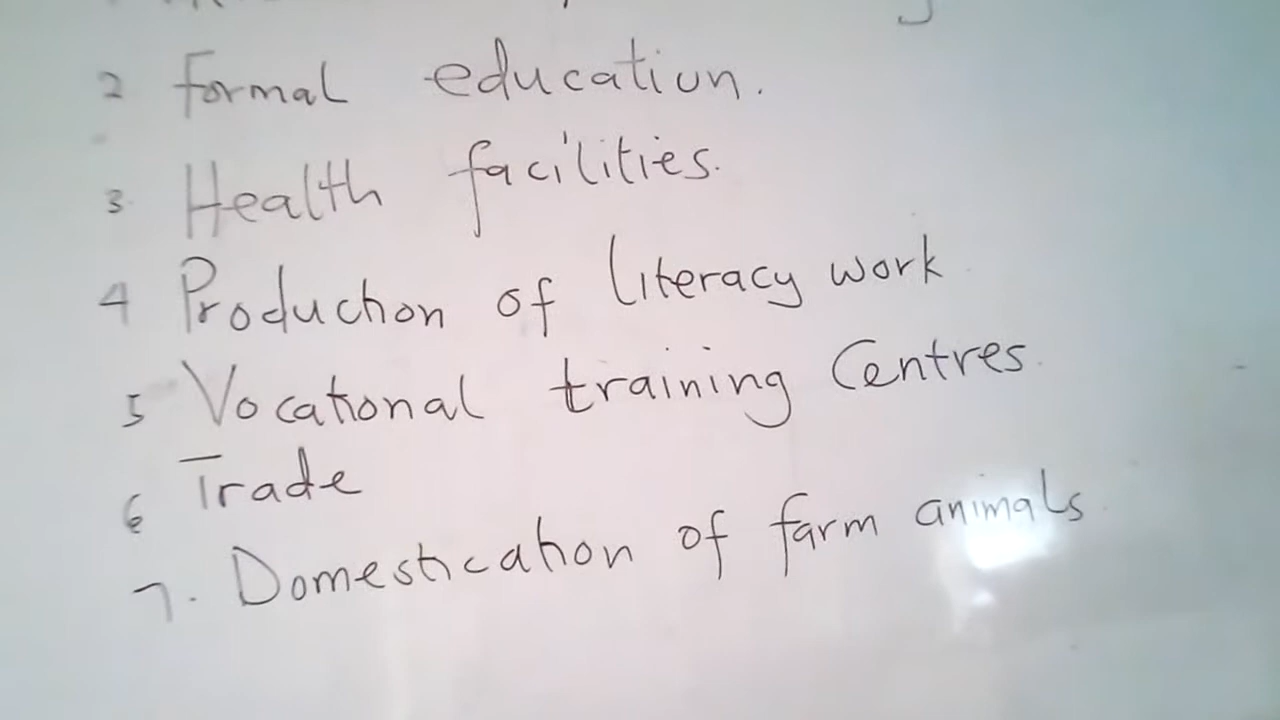 2 formal education.
3. Health facilities.
4 Production of literacy work
5 Vocational training Centres.
6 Trade
7. Domestication of farm animals